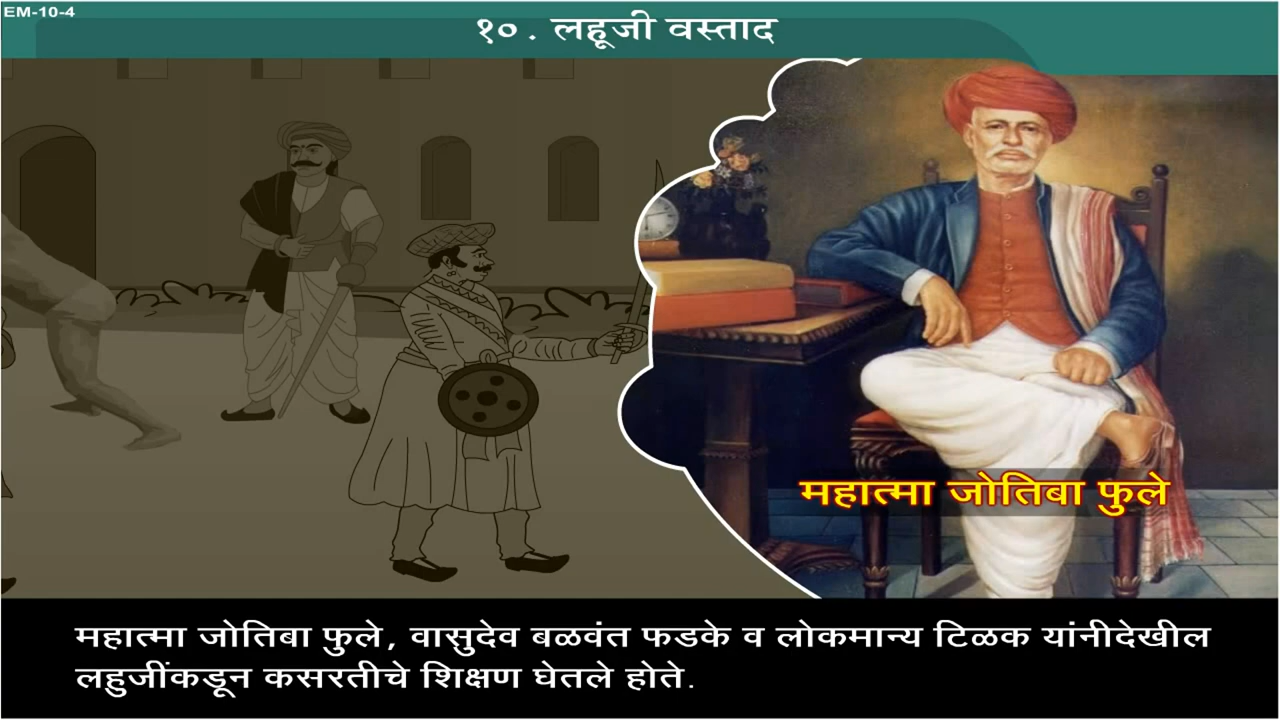 EM-10-4
१०. लहूजी वस्ताद
महात्मा जोतिबा फुले
महात्मा जोतिबा फुले, वासुदेव बळवंत फडके व लोकमान्य टिळक यांनीदेखील
लहुजींकडून कसरतीचे शिक्षण घेतले होते.